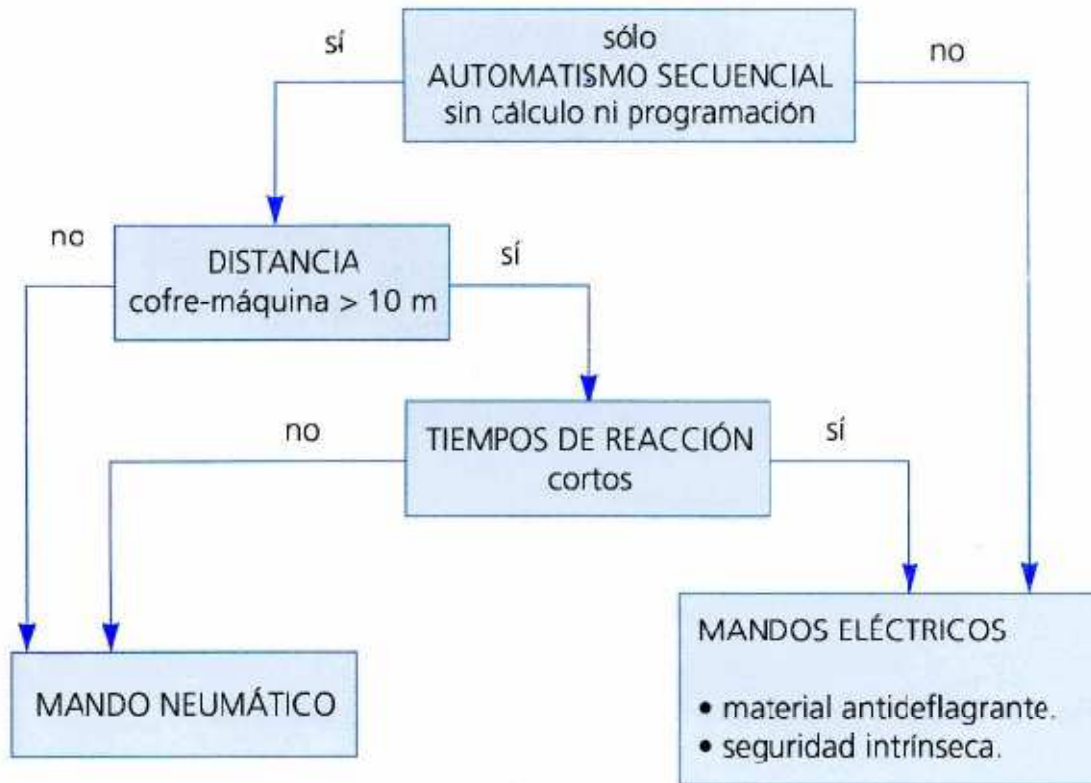 sí
sólo
AUTOMATISMO SECUENCIAL
sin cálculo ni programación
no
no
DISTANCIA
cofre-máquina > 10 m
sí
no
TIEMPOS DE REACCIÓN
cortos
sí
MANDO NEUMÁTICO
MANDOS ELÉCTRICOS
• material antideflagrante.
• seguridad intrínseca.